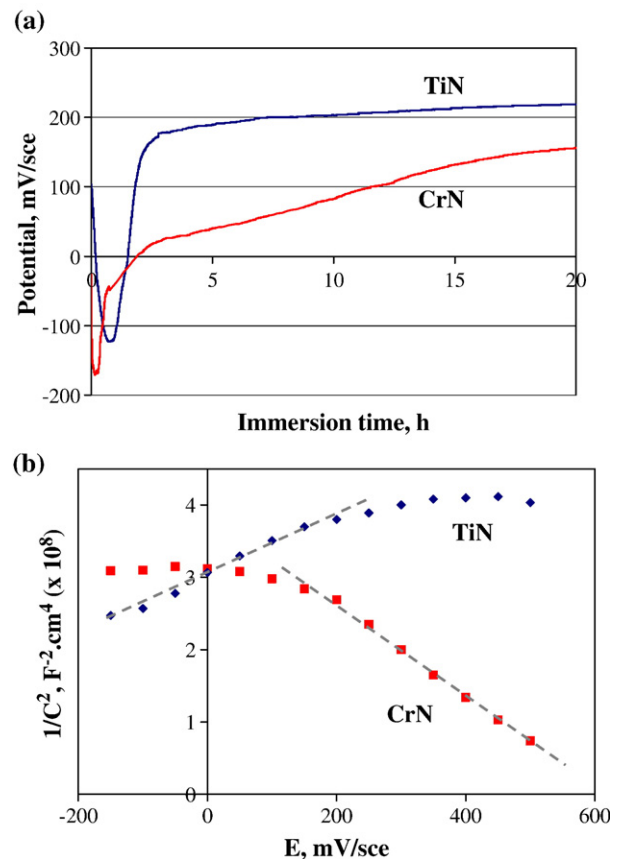 (a)
300
200
100
0
-100
-200
0
5
10
15
20
TiN
CrN
Potential, mV/sce
Immersion time, h
(b)
4
3
2
1
0
-200
0
200
400
600
TiN
CrN
1/C², F⁻².cm⁴ (x 10⁸)
E, mV/sce